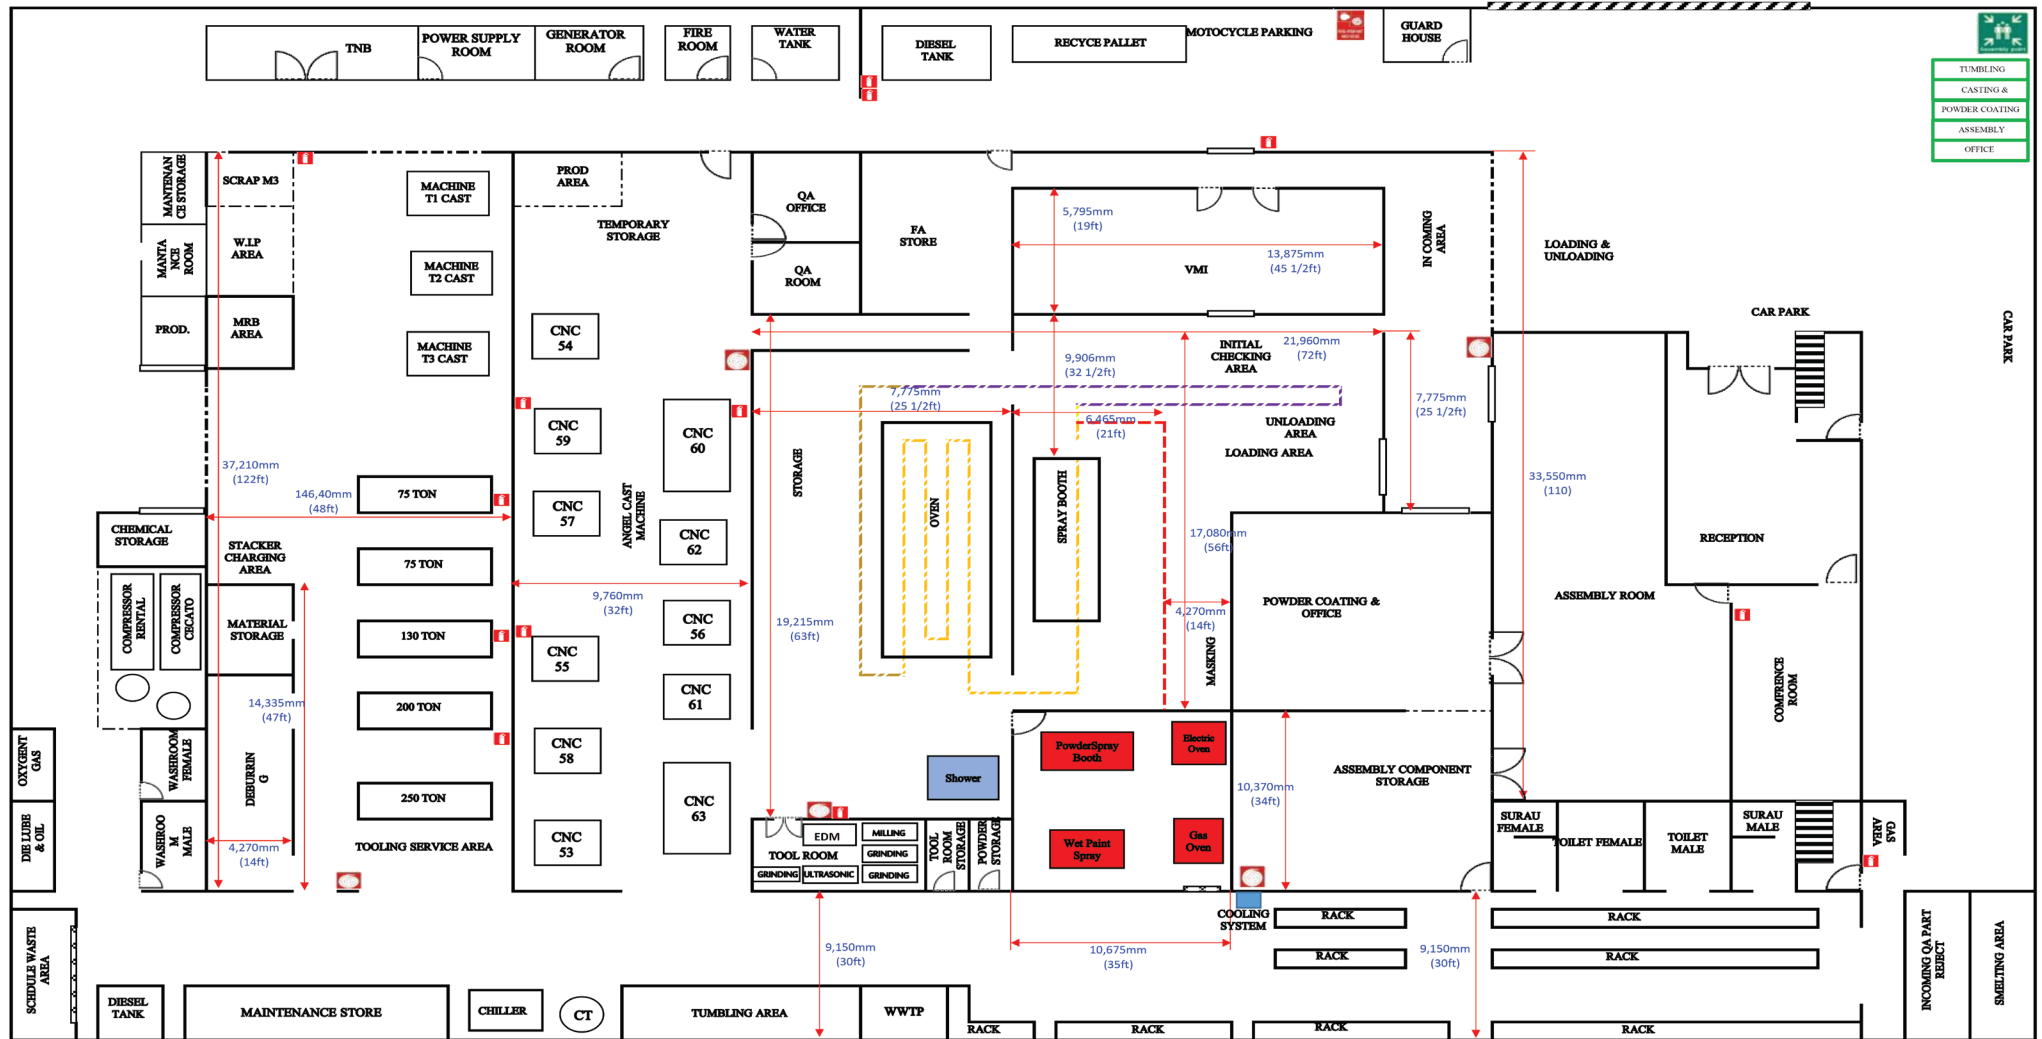 TNB
POWER SUPPLY
ROOM
GENERATOR
ROOM
FIRE
ROOM
WATER
TANK
DIESEL
TANK
RECYCE PALLET
MOTOCYCLE PARKING
GUARD
HOUSE
Assembly point
TUMBLING
CASTING &
POWDER COATING
ASSEMBLY
OFFICE
MANTENAN
CE STORAGE
SCRAP M3
MANTA
NCE
ROOM
W.I.P
AREA
PROD.
MRB
AREA
MACHINE
T1 CAST
MACHINE
T2 CAST
MACHINE
T3 CAST
PROD
AREA
TEMPORARY
STORAGE
QA
OFFICE
QA
ROOM
FA
STORE
5,795mm
(19ft)
13,875mm
(45 1/2ft)
VMI
IN COMING
AREA
LOADING &
UNLOADING
CAR PARK
CAR PARK
CNC
54
CNC
59
CNC
57
CNC
55
CNC
58
CNC
53
CNC
60
CNC
62
CNC
56
CNC
61
CNC
63
ANGEL CAST
MACHINE
9,760mm
(32ft)
37,210mm
(122ft)
146,40mm
(48ft)
75 TON
75 TON
130 TON
200 TON
250 TON
TOOLING SERVICE AREA
CHEMICAL
STORAGE
STACKER
CHARGING
AREA
COMPRESSOR
RENTAL
COMPRESSOR
CECATO
MATERIAL
STORAGE
14,335mm
(47ft)
DEBURRIN
G
4,270mm
(14ft)
WASHROOM
FEMALE
WASHROO
M
MALE
OXYGENT
GAS
DIE LUBE
& OIL
SCHDULE WASTE
AREA
DIESEL
TANK
MAINTENANCE STORE
CHILLER
CT
TUMBLING AREA
WWTP
RACK
RACK
RACK
RACK
9,906mm
(32 1/2ft)
INITIAL
CHECKING
AREA
21,960mm
(72ft)
7,775mm
(25 1/2ft)
6,465mm
(21ft)
UNLOADING
AREA
LOADING AREA
7,775mm
(25 1/2ft)
STORAGE
OVEN
SPRAY BOOTH
19,215mm
(63ft)
17,080mm
(56ft)
4,270mm
(14ft)
MASKING
POWDER COATING &
OFFICE
33,550mm
(110)
ASSEMBLY ROOM
RECEPTION
COMFRENCE
ROOM
Shower
PowderSpray
Booth
Electric
Oven
Wet Paint
Spray
Gas
Oven
10,370mm
(34ft)
ASSEMBLY COMPONENT
STORAGE
EDM
MILLING
TOOL ROOM
GRINDING
GRINDING
ULTRASONIC
GRINDING
TOOL
ROOM
STORAGE
POWDER
STORAGE
SURAU
FEMALE
TOILET FEMALE
TOILET
MALE
SURAU
MALE
GAS
AREA
COOLING
SYSTEM
9,150mm
(30ft)
10,675mm
(35ft)
9,150mm
(30ft)
RACK
RACK
RACK
RACK
INCOMING QA PART
REJECT
SMELTING AREA